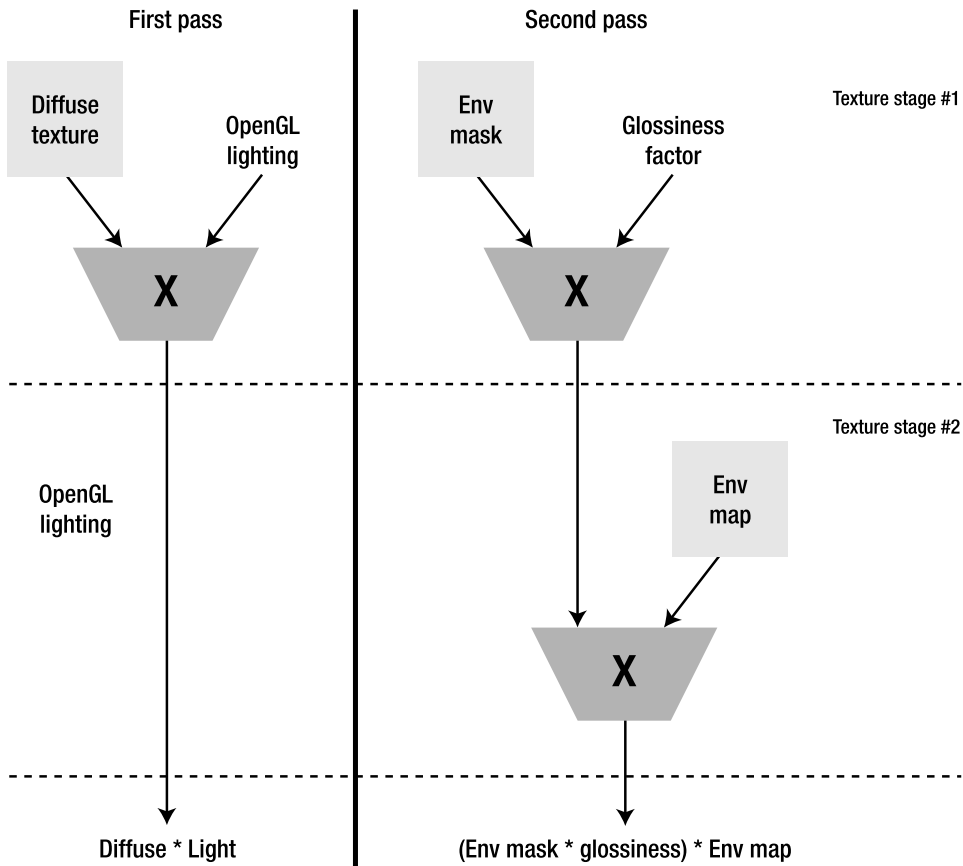 First pass
Second pass
Diffuse
texture
OpenGL
lighting
Env
mask
Glossiness
factor
Texture stage #1
X
X
Texture stage #2
OpenGL
lighting
Env
map
X
Diffuse * Light
(Env mask * glossiness) * Env map